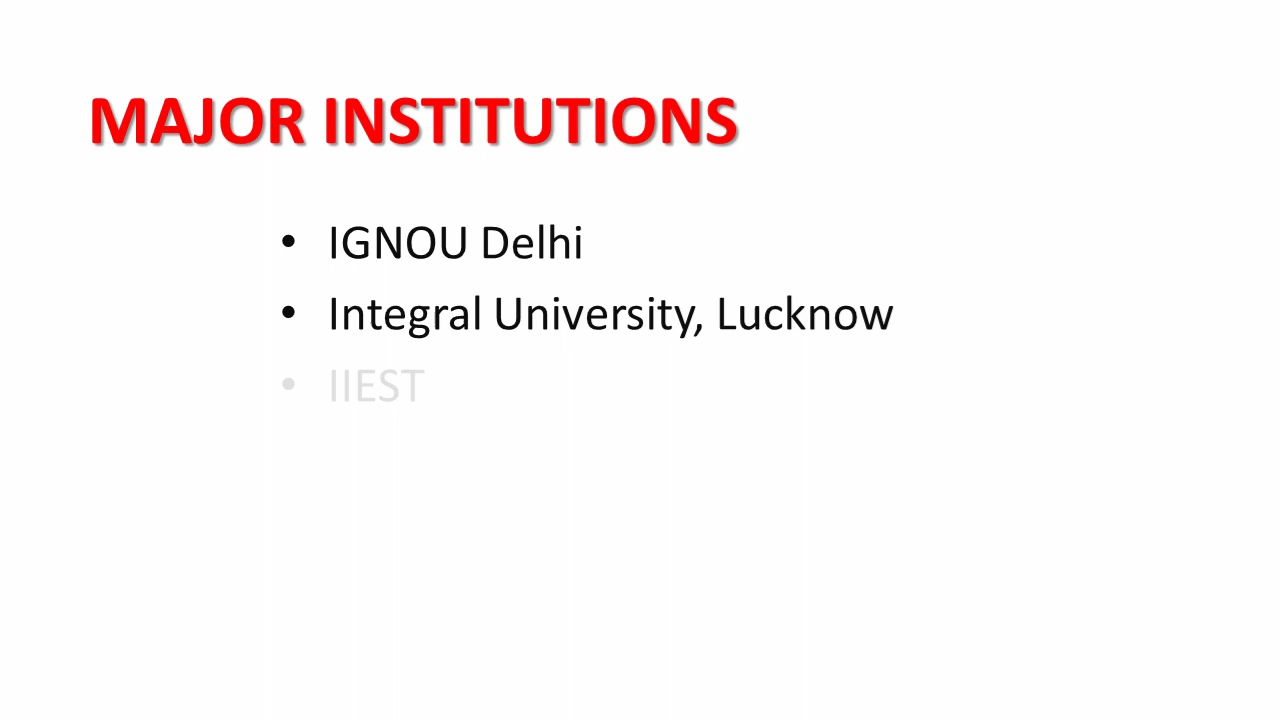 MAJOR INSTITUTIONS
• IGNOU Delhi
• Integral University, Lucknow
• IIEST